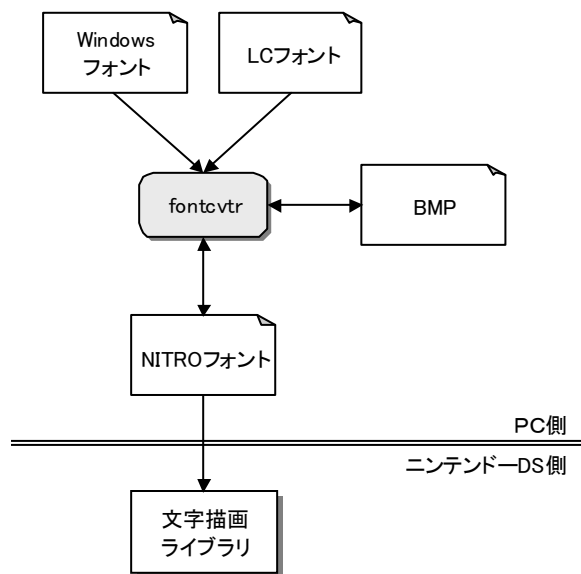 Windows
フォント
LCフォント
fontcvtr
BMP
NITROフォント
PC側
ニンテンドーDS側
文字描画
ライブラリ